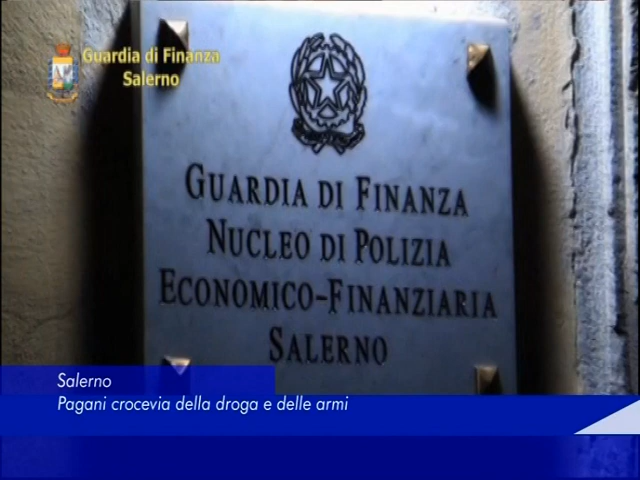 Guardia di Finanza
Salerno
GUARDIA DI FINANZA
NUCLEO DI POLIZIA
ECONOMICO-FINANZIARIA
SALERNO
Salerno
Pagani crocevia della droga e delle armi